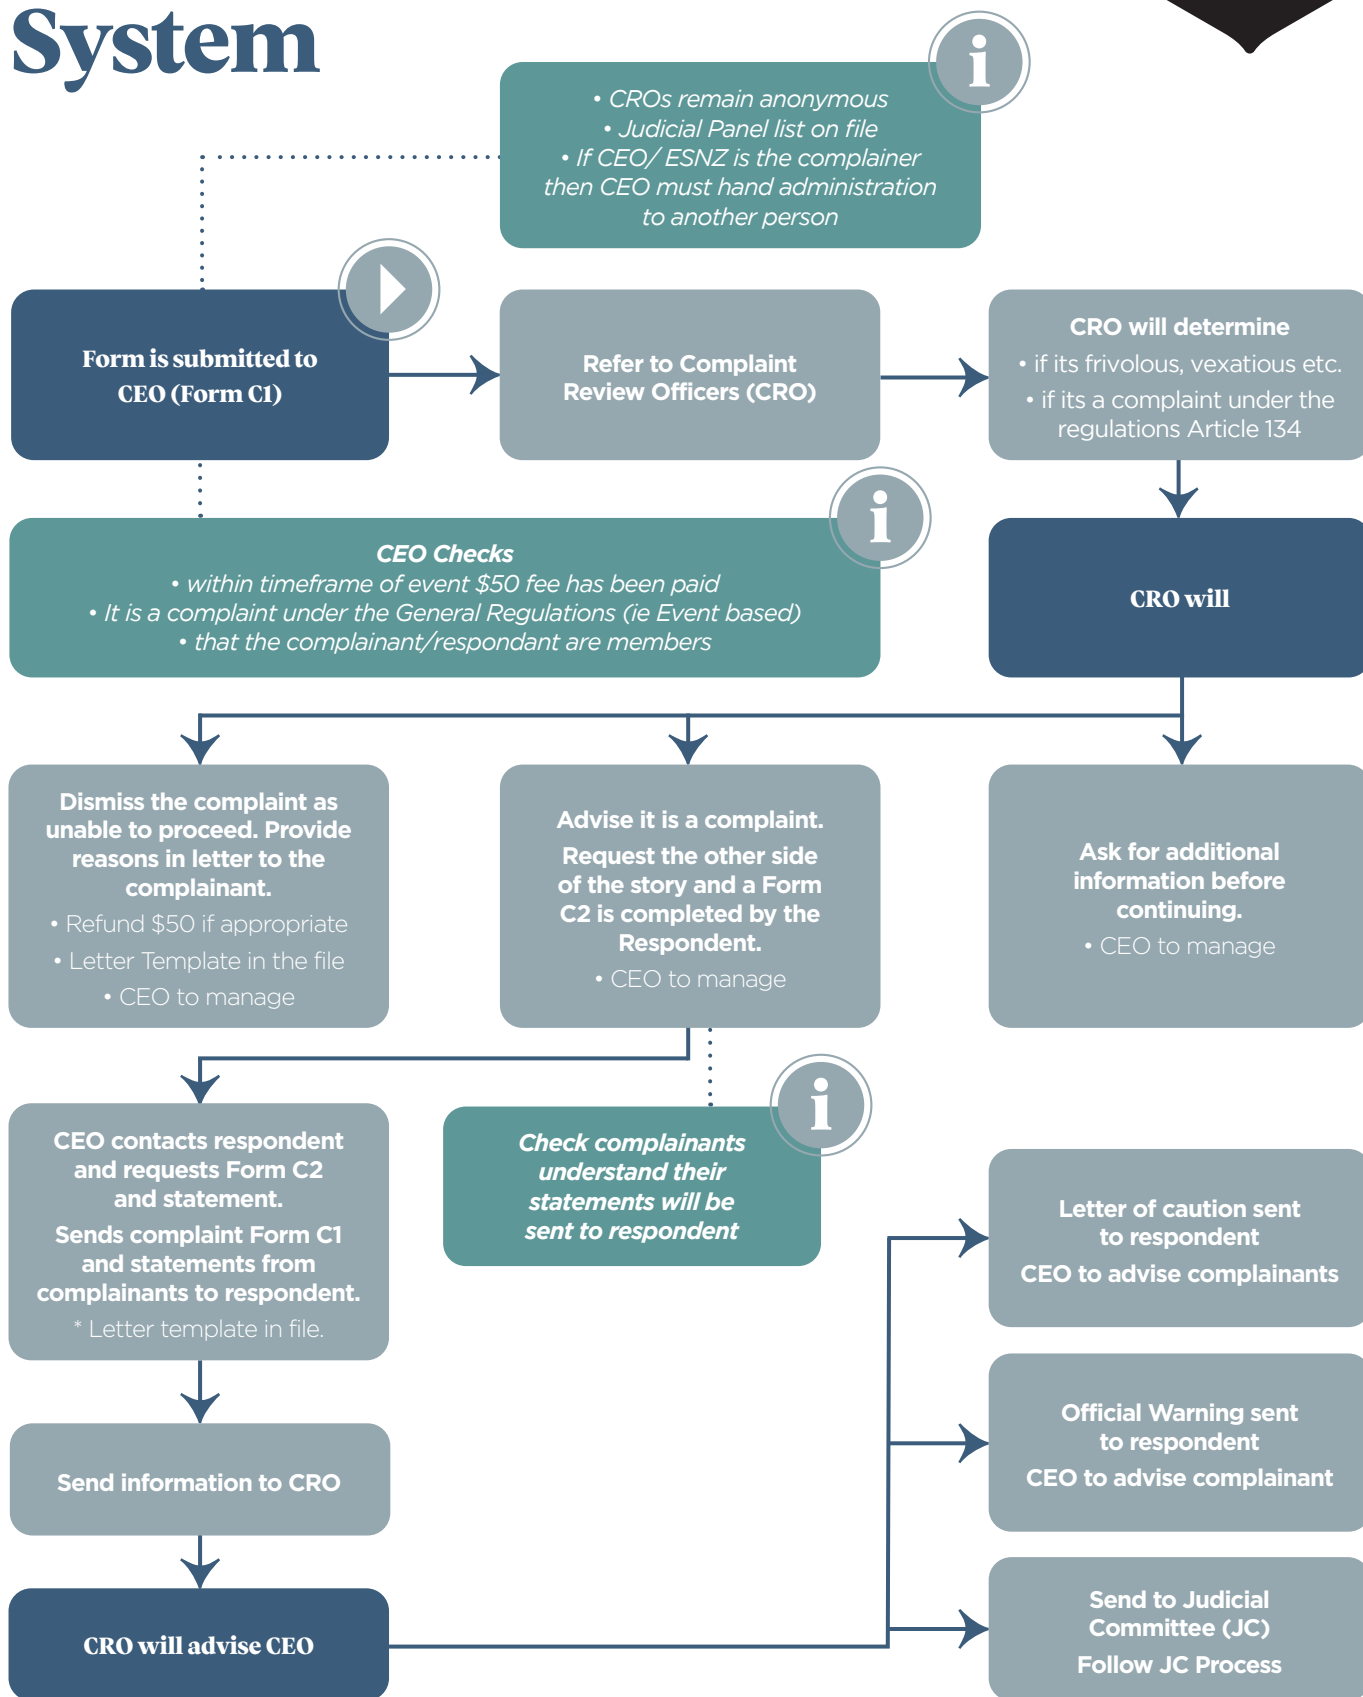 System
• CROs remain anonymous
• Judicial Panel list on file
• If CEO/ ESNZ is the complainer
then CEO must hand administration
to another person
i
Form is submitted to
CEO (Form C1)
Refer to Complaint
Review Officers (CRO)
CRO will determine
• if its frivolous, vexatious etc.
• if its a complaint under the
regulations Article 134
CEO Checks
• within timeframe of event $50 fee has been paid
• It is a complaint under the General Regulations (ie Event based)
• that the complainant/respondant are members
i
CRO will
Dismiss the complaint as
unable to proceed. Provide
reasons in letter to the
complainant.
• Refund $50 if appropriate
• Letter Template in the file
• CEO to manage
Advise it is a complaint.
Request the other side
of the story and a Form
C2 is completed by the
Respondent.
• CEO to manage
Ask for additional
information before
continuing.
• CEO to manage
CEO contacts respondent
and requests Form C2
and statement.
Sends complaint Form C1
and statements from
complainants to respondent.
* Letter template in file.
i
Check complainants
understand their
statements will be
sent to respondent
Send information to CRO
CRO will advise CEO
Letter of caution sent
to respondent
CEO to advise complainants
Official Warning sent
to respondent
CEO to advise complainant
Send to Judicial
Committee (JC)
Follow JC Process